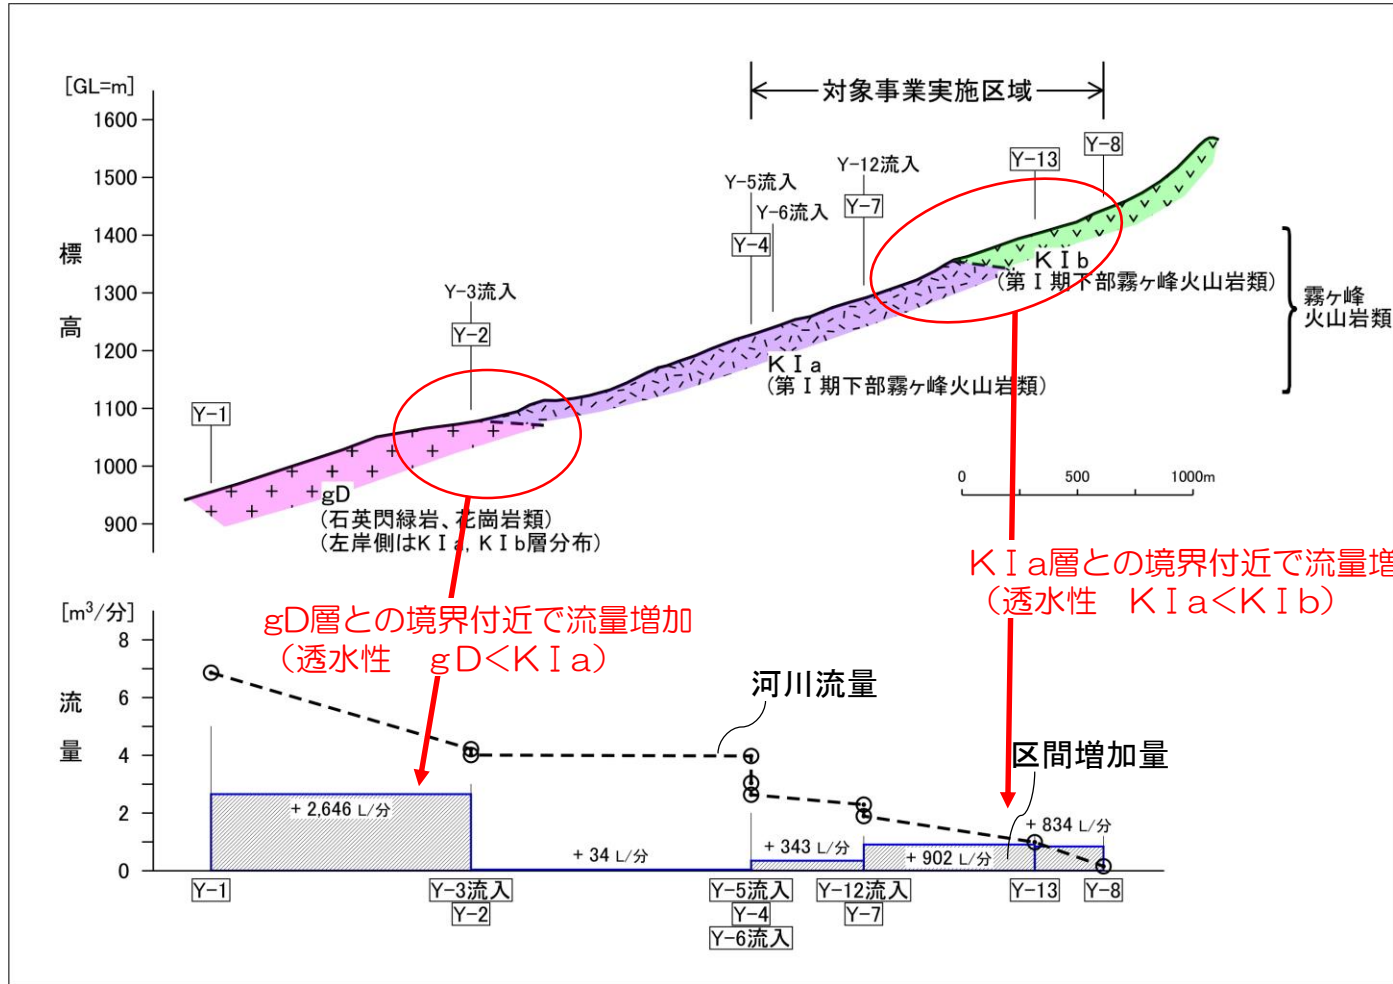 [GL=m]
対象事業実施区域
1600
1500
1400
1300
1200
1100
1000
900
標高
Y-8
Y-13
Y-12流入
Y-7
Y-5流入
Y-6流入
Y-4
Y-3流入
Y-2
Y-1
KⅠb
(第Ⅰ期下部霧ヶ峰火山岩類)
霧ヶ峰
火山岩類
KⅠa
(第Ⅰ期下部霧ヶ峰火山岩類)
0 500 1000m
gD
(石英閃緑岩、花崗岩類)
(左岸側はKⅠa, KⅠb層分布)
KⅠa層との境界付近で流量増
（透水性　KⅠa<KⅠb）
gD層との境界付近で流量増加
（透水性　gD<KⅠa）
[m³/分]
8
6
4
2
0
流量
河川流量
区間増加量
+ 2,646 L/分
+ 34 L/分
+ 343 L/分
+ 902 L/分
+ 834 L/分
Y-1
Y-3流入
Y-2
Y-5流入
Y-4
Y-6流入
Y-12流入
Y-7
Y-13
Y-8